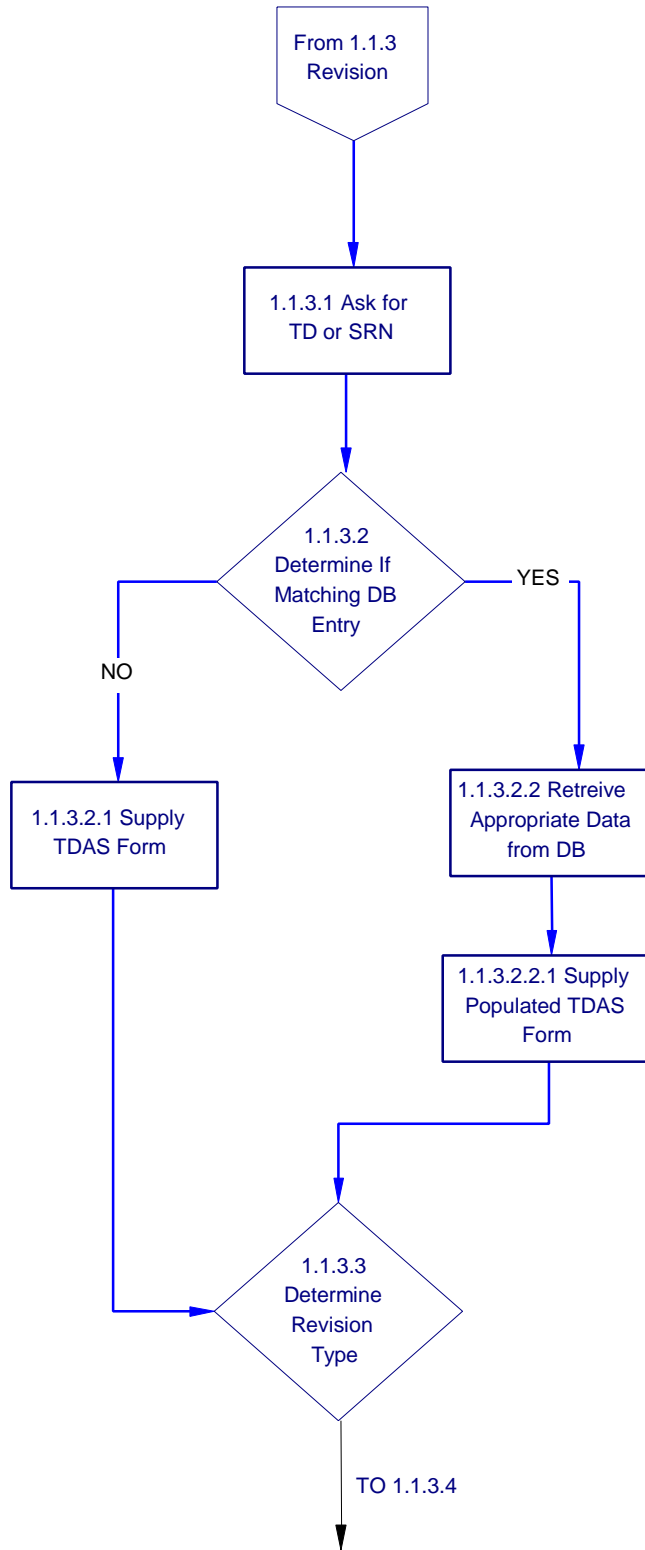 From 1.1.3
Revision
1.1.3.1 Ask for
TD or SRN
1.1.3.2
Determine If
Matching DB
Entry
YES
NO
1.1.3.2.1 Supply
TDAS Form
1.1.3.2.2 Retreive
Appropriate Data
from DB
1.1.3.2.2.1 Supply
Populated TDAS
Form
1.1.3.3
Determine
Revision
Type
TO 1.1.3.4